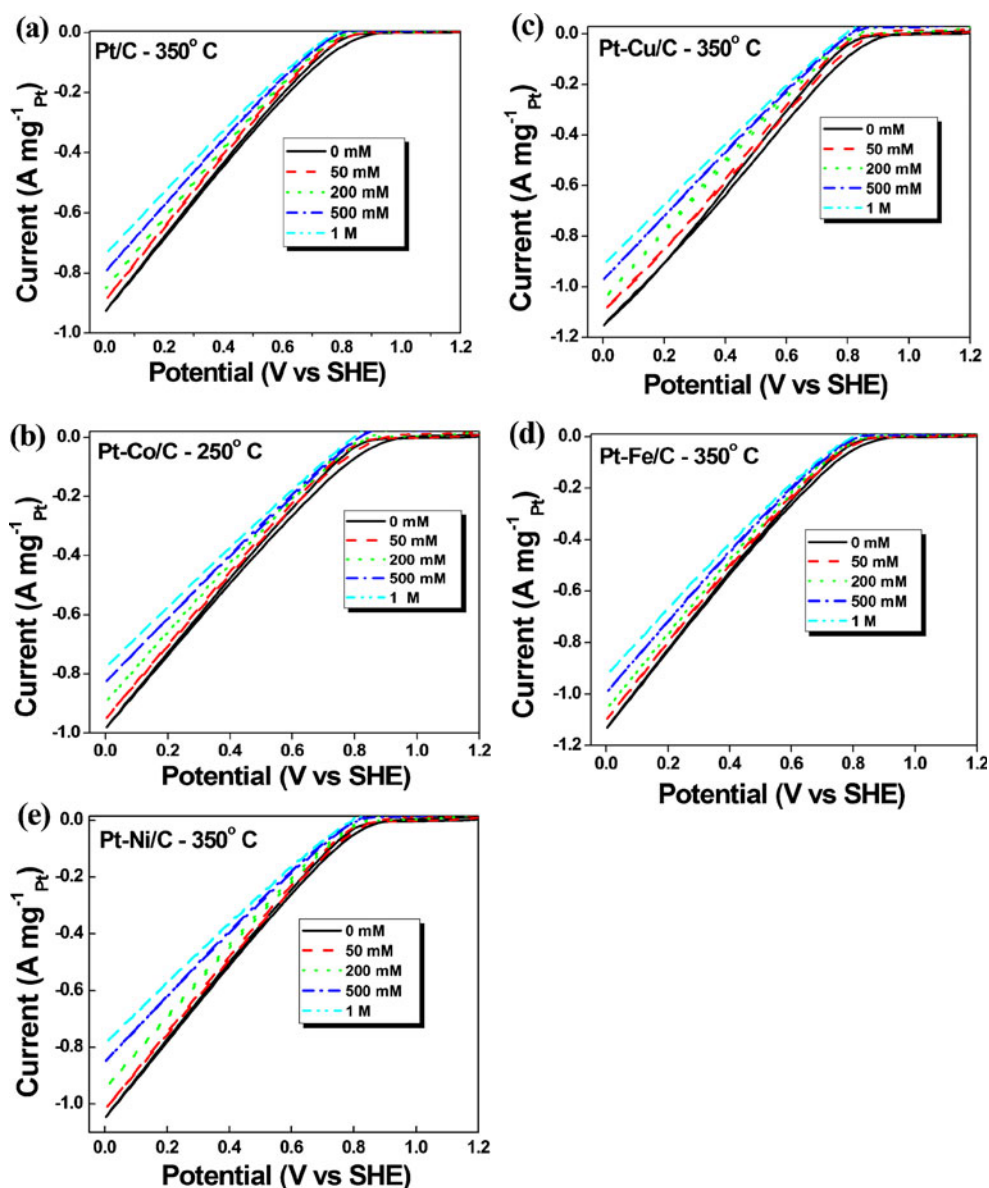 (a)
Pt/C - 350° C
0.0
-0.2
-0.4
-0.6
-0.8
-1.0
0.0 0.2 0.4 0.6 0.8 1.0 1.2
Current (A mg⁻¹Pt)
Potential (V vs SHE)
0 mM
50 mM
200 mM
500 mM
1 M
(c)
Pt-Cu/C - 350° C
0.0
-0.2
-0.4
-0.6
-0.8
-1.0
-1.2
0.0 0.2 0.4 0.6 0.8 1.0 1.2
Current (A mg⁻¹Pt)
Potential (V vs SHE)
0 mM
50 mM
200 mM
500 mM
1 M
(b)
Pt-Co/C - 250° C
0.0
-0.2
-0.4
-0.6
-0.8
-1.0
0.0 0.2 0.4 0.6 0.8 1.0 1.2
Current (A mg⁻¹Pt)
Potential (V vs SHE)
0 mM
50 mM
200 mM
500 mM
1 M
(d)
Pt-Fe/C - 350° C
0.0
-0.2
-0.4
-0.6
-0.8
-1.0
-1.2
0.0 0.2 0.4 0.6 0.8 1.0 1.2
Current (A mg⁻¹Pt)
Potential (V vs SHE)
0 mM
50 mM
200 mM
500 mM
1 M
(e)
Pt-Ni/C - 350° C
0.0
-0.2
-0.4
-0.6
-0.8
-1.0
0.0 0.2 0.4 0.6 0.8 1.0 1.2
Current (A mg⁻¹Pt)
Potential (V vs SHE)
0 mM
50 mM
200 mM
500 mM
1 M